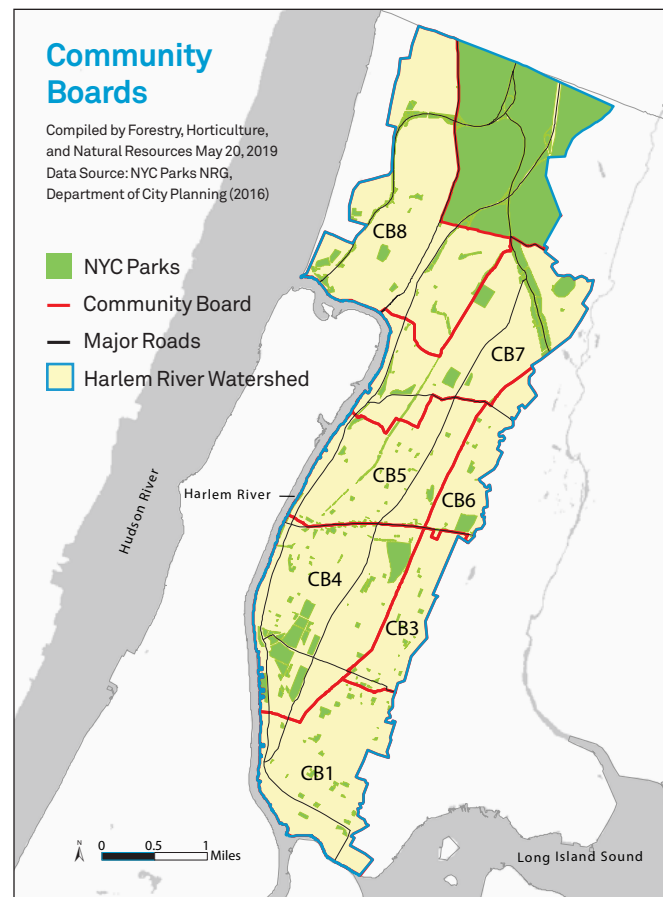 Community
Boards
Compiled by Forestry, Horticulture,
and Natural Resources May 20, 2019
Data Source: NYC Parks NRG,
Department of City Planning (2016)
NYC Parks
Community Board
Major Roads
Harlem River Watershed
CB8
CB7
Hudson River
Harlem River
CB5
CB6
CB4
CB3
CB1
N
0 0.5 1
Miles
Long Island Sound